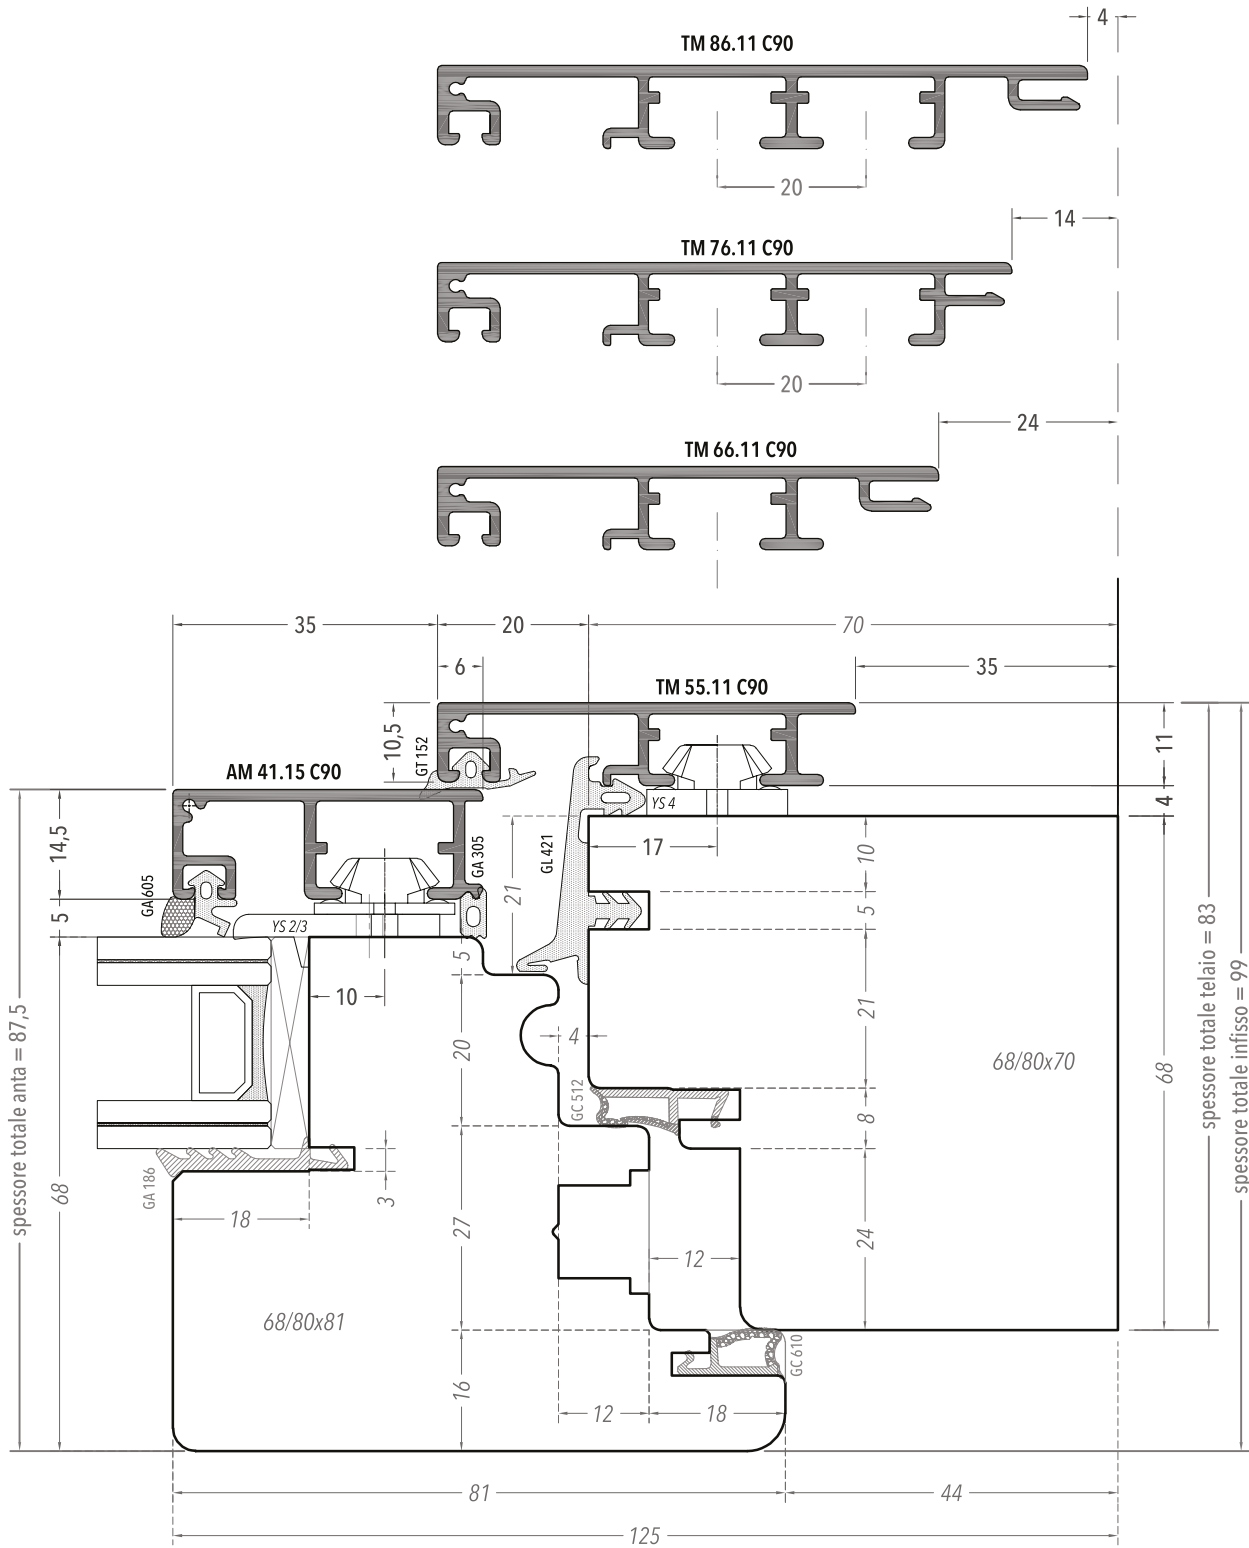 4
TM 86.11 C90
20
14
TM 76.11 C90
20
24
TM 66.11 C90
35
20
70
6
35
TM 55.11 C90
10,5
GT 152
11
AM 41.15 C90
4
YS 4
14,5
GA 305
GL 421
17
10
21
GA605
5
YS 2/3
5
5
10
4
20
21
68/80x70
68
spessore totale telaio = 83
spessore totale infisso = 99
spessore totale anta = 87,5
GC 512
8
GA 186
68
3
18
27
12
24
68/80x81
GC 610
16
12
18
81
44
125